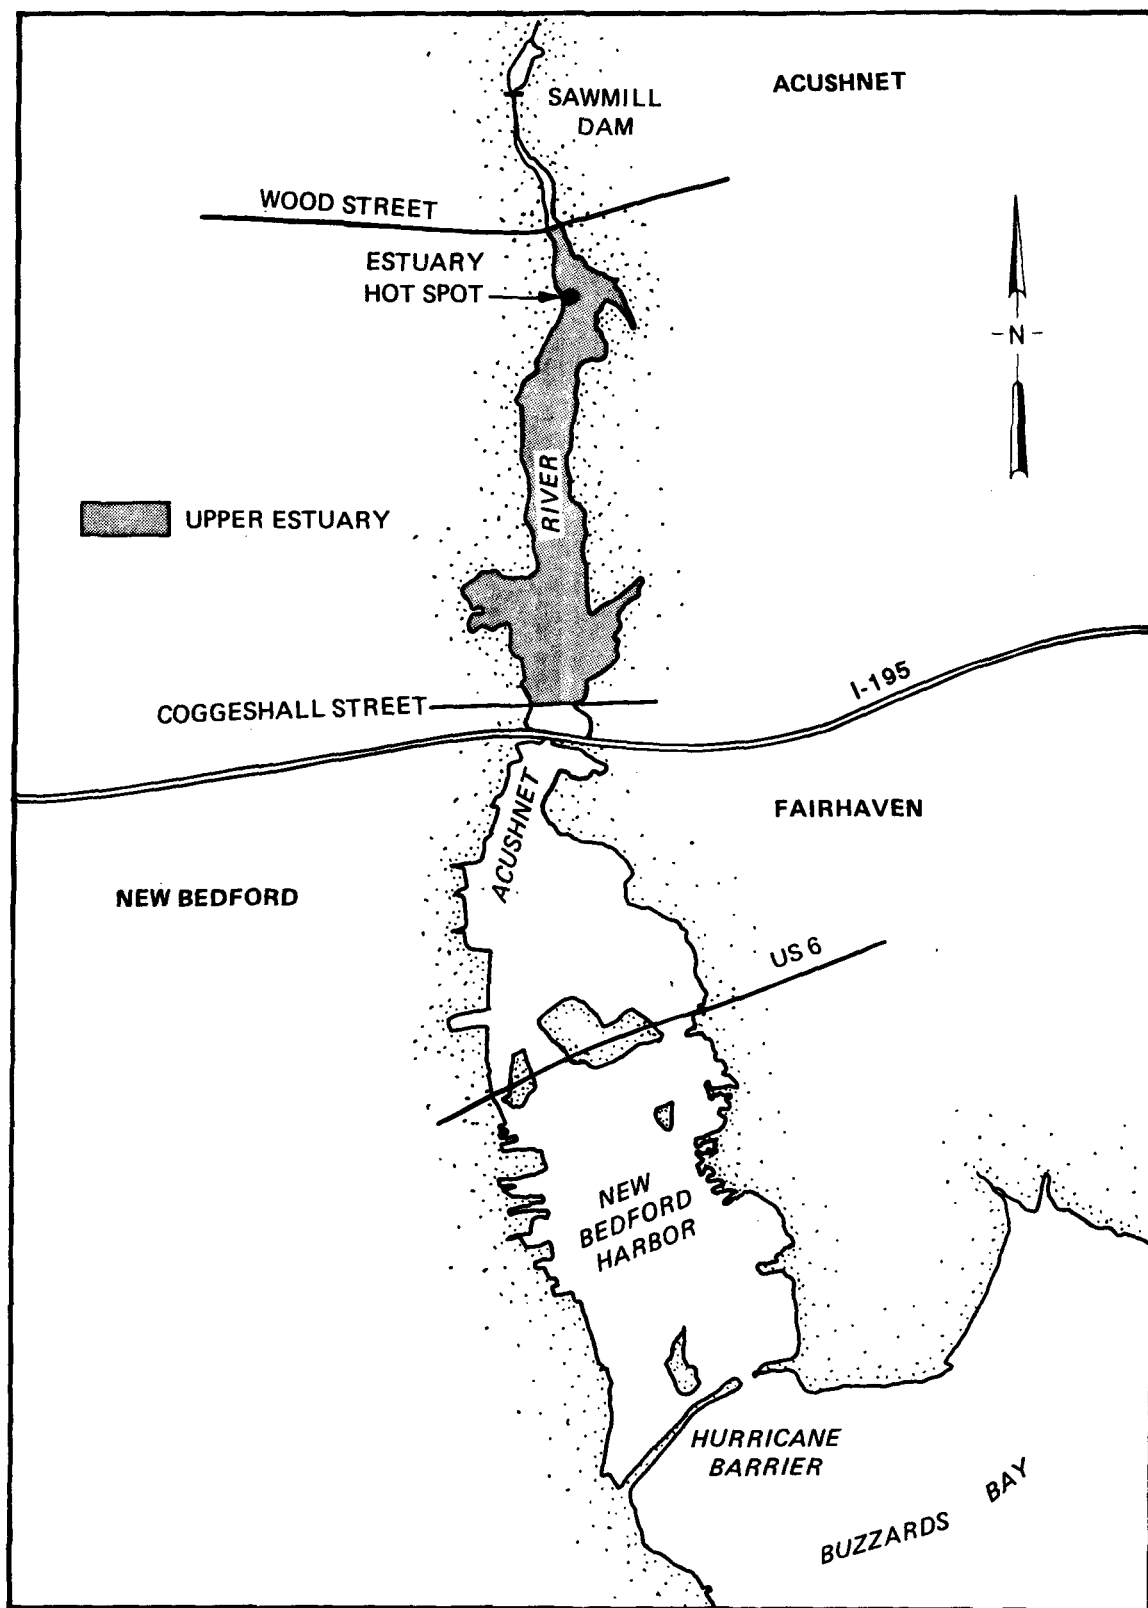 ACUSHNET
SAWMILL
DAM
WOOD STREET
ESTUARY
HOT SPOT
-N-
RIVER
UPPER ESTUARY
I-195
COGGESHALL STREET
ACUSHNET
FAIRHAVEN
NEW BEDFORD
US 6
NEW
BEDFORD
HARBOR
HURRICANE
BARRIER
BUZZARDS BAY